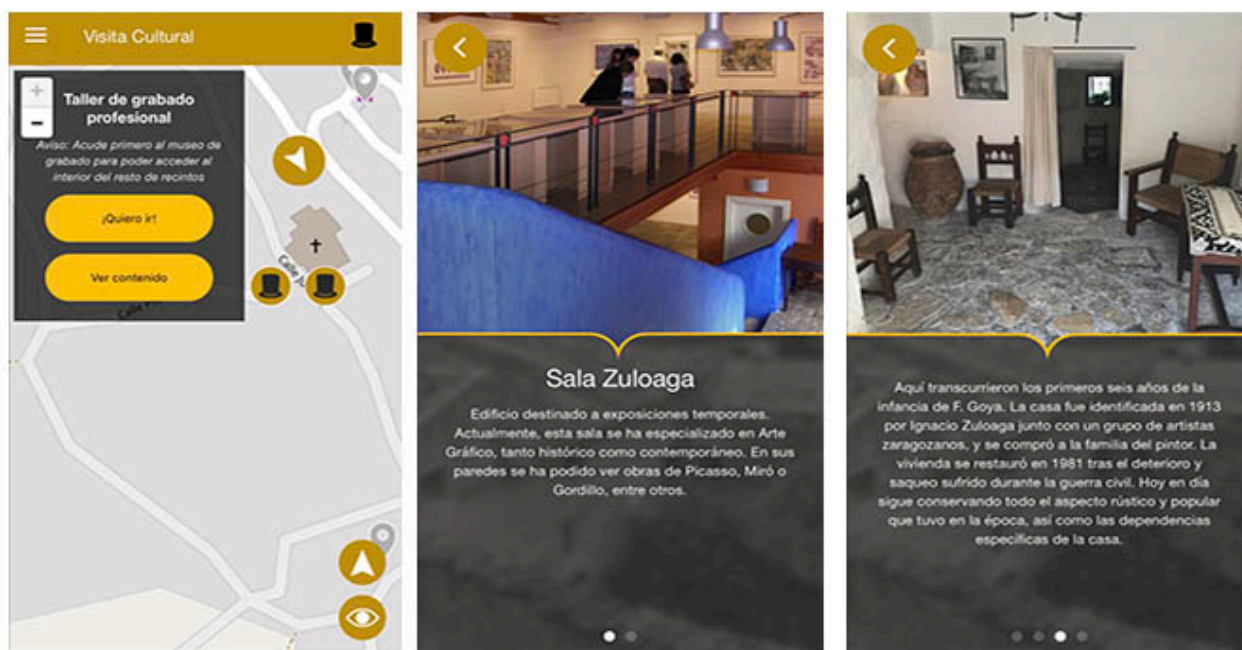 Visita Cultural
+
Taller de grabado
profesional
−
Aviso: Acude primero al museo de
grabado para poder acceder al
interior del resto de recintos
¡Quiero ir!
Ver contenido
Calle
Calle
Sala Zuloaga
Edificio destinado a exposiciones temporales.
Actualmente, esta sala se ha especializado en Arte
Gráfico, tanto histórico como contemporáneo. En sus
paredes se ha podido ver obras de Picasso, Miró o
Gordillo, entre otros.
Aquí transcurrieron los primeros seis años de la
infancia de F. Goya. La casa fue identificada en 1913
por Ignacio Zuloaga junto con un grupo de artistas
zaragozanos, y se compró a la familia del pintor. La
vivienda se restauró en 1981 tras el deterioro y
saqueo sufrido durante la guerra civil. Hoy en día
sigue conservando todo el aspecto rústico y popular
que tuvo en la época, así como las dependencias
específicas de la casa.